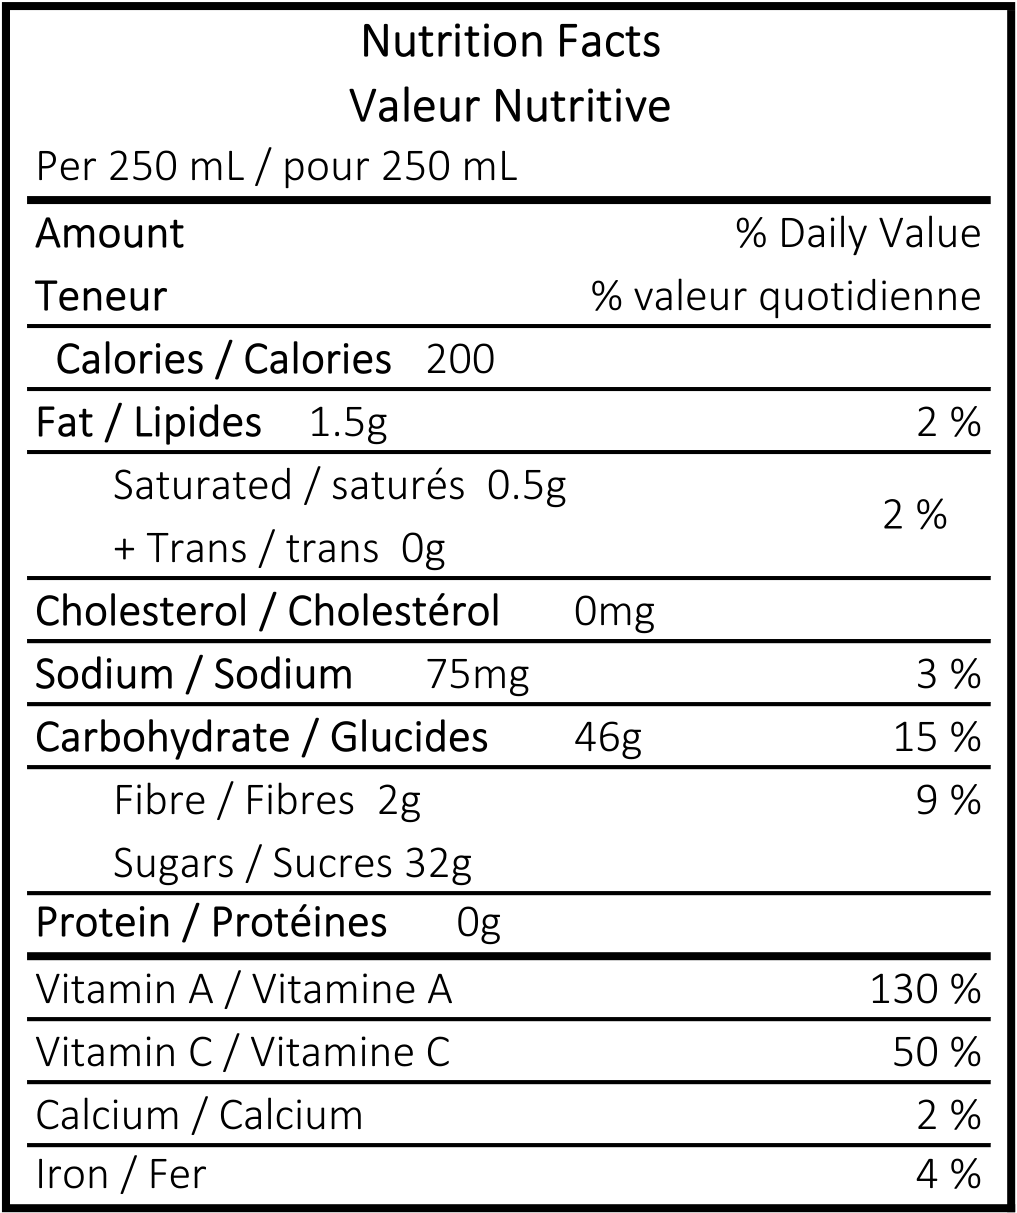 Nutrition Facts
Valeur Nutritive
Per 250 mL / pour 250 mL
Amount % Daily Value
Teneur % valeur quotidienne
Calories / Calories 200
Fat / Lipides 1.5g 2 %
Saturated / saturés 0.5g
2 %
+ Trans / trans 0g
Cholesterol / Cholestérol 0mg
Sodium / Sodium 75mg 3 %
Carbohydrate / Glucides 46g 15 %
Fibre / Fibres 2g 9 %
Sugars / Sucres 32g
Protein / Protéines 0g
Vitamin A / Vitamine A 130 %
Vitamin C / Vitamine C 50 %
Calcium / Calcium 2 %
Iron / Fer 4 %